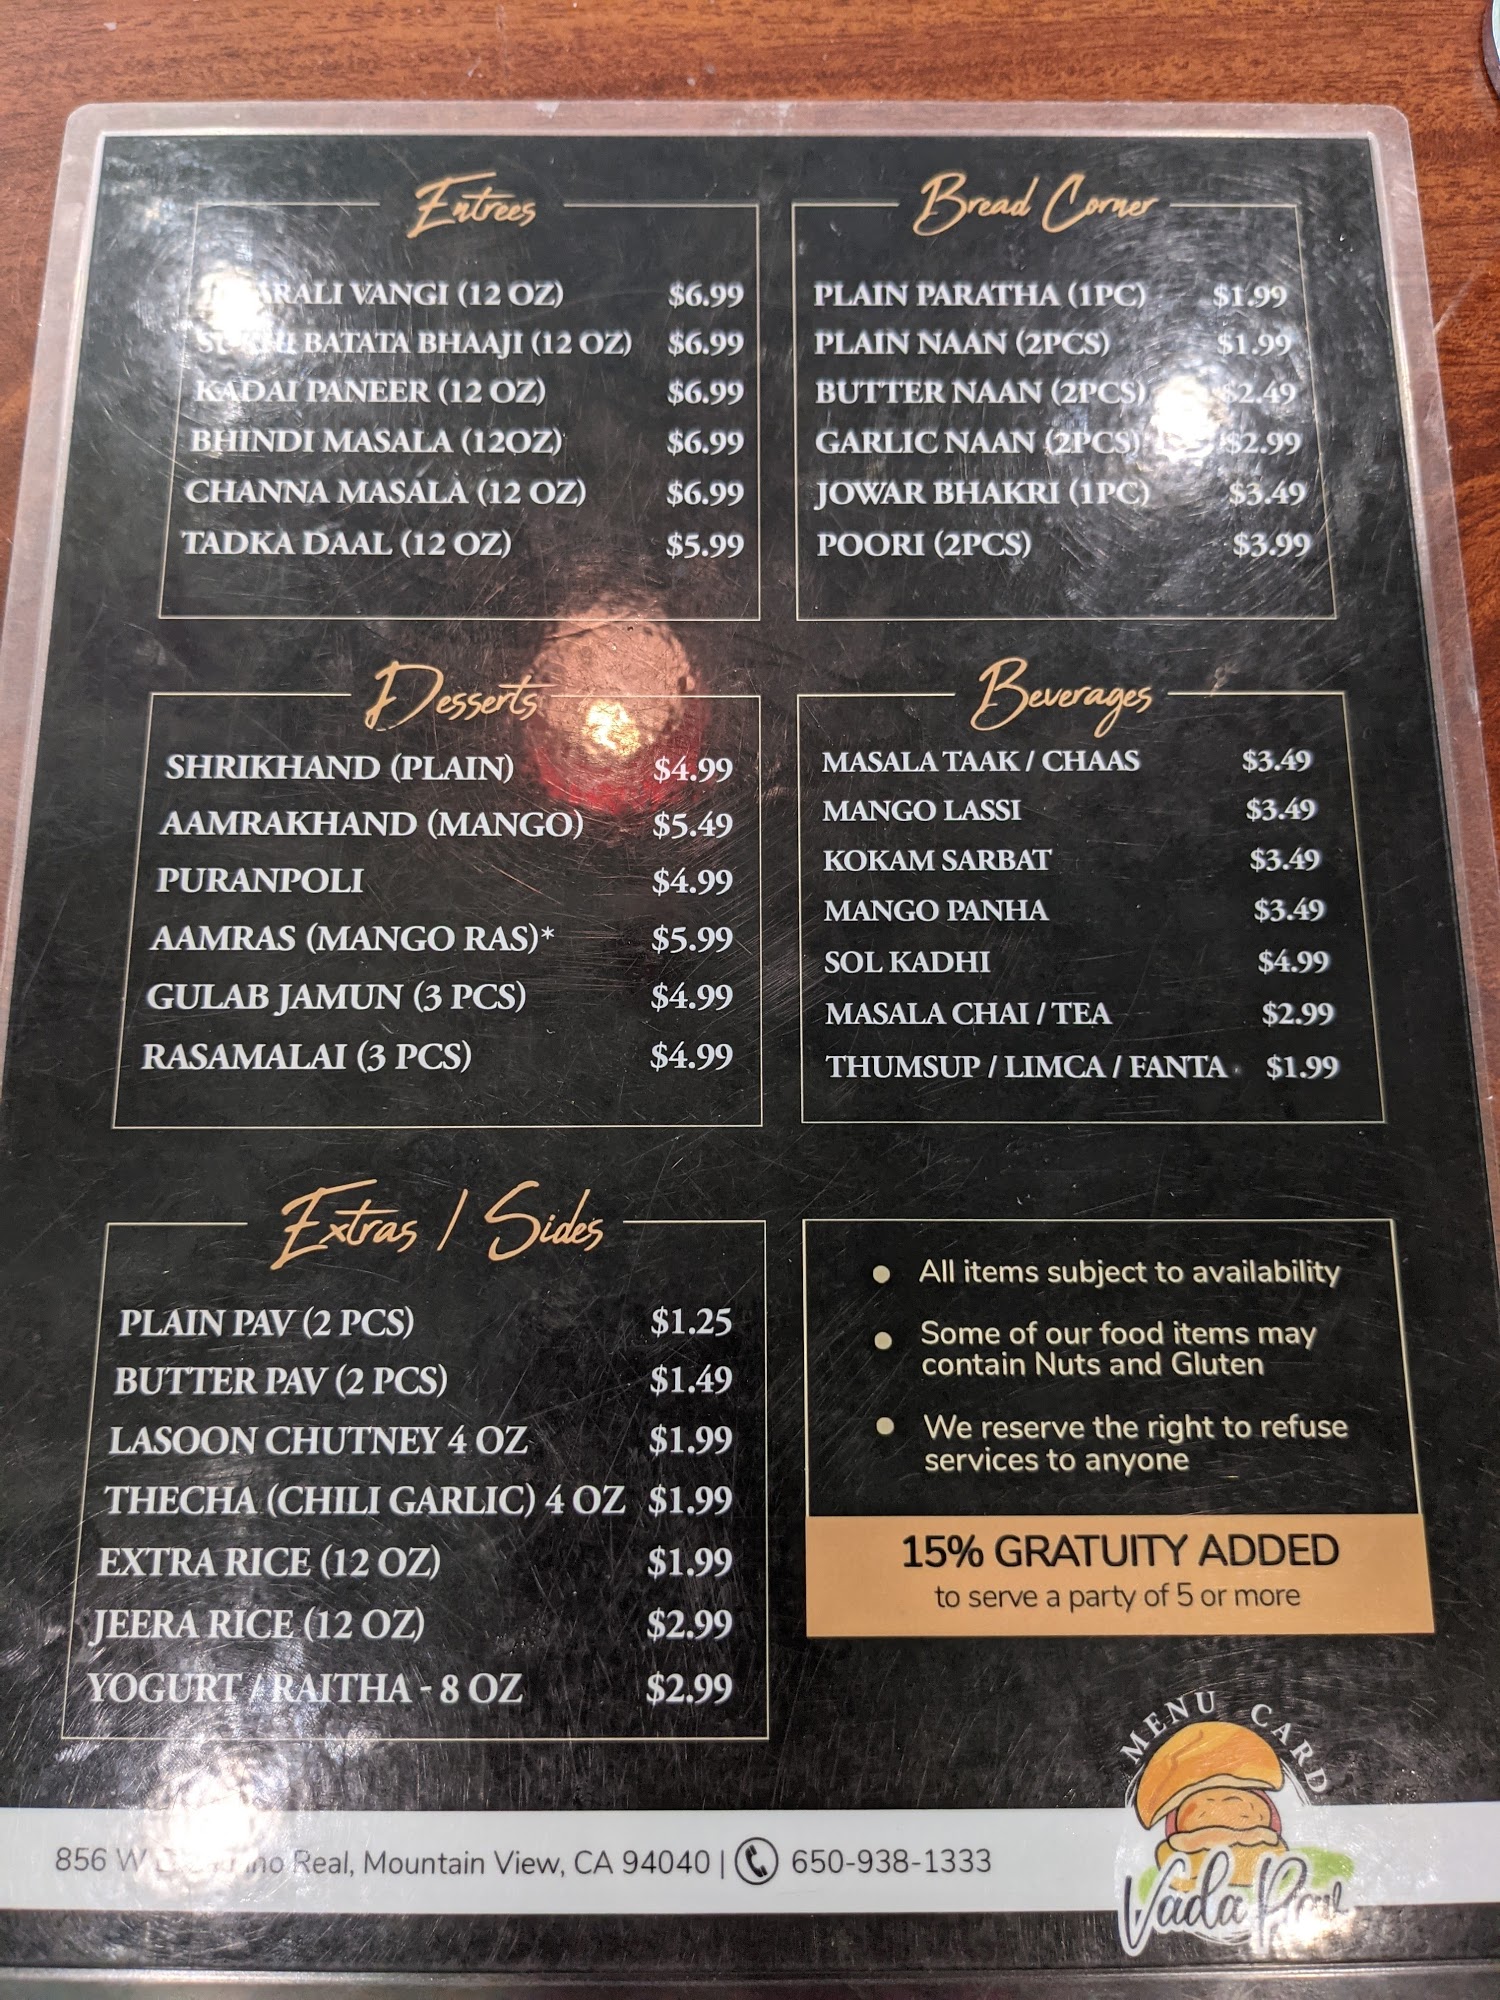 Entrees
VANGI (12 OZ) $6.99
BATATA BHAAJI (12 OZ) $6.99
KADAI PANEER (12 OZ) $6.99
BHINDI MASALA (12OZ) $6.99
CHANNA MASALA (12 OZ) $6.99
TADKA DAAL (12 OZ) $5.99
Bread Corner
PLAIN PARATHA (1PC) $1.99
PLAIN NAAN (2PCS) $1.99
BUTTER NAAN (2PCS) $2.49
GARLIC NAAN (2PCS) $2.99
JOWAR BHAKRI (1PC) $3.49
POORI (2PCS) $3.99
Desserts
SHRIKHAND (PLAIN) $4.99
AAMRAKHAND (MANGO) $5.49
PURANPOLI $4.99
AAMRAS (MANGO RAS)* $5.99
GULAB JAMUN (3 PCS) $4.99
RASAMALAI (3 PCS) $4.99
Beverages
MASALA TAAK / CHAAS $3.49
MANGO LASSI $3.49
KOKAM SARBAT $3.49
MANGO PANHA $3.49
SOL KADHI $4.99
MASALA CHAI / TEA $2.99
THUMSUP / LIMCA / FANTA $1.99
Extras / Sides
PLAIN PAV (2 PCS) $1.25
BUTTER PAV (2 PCS) $1.49
LASOON CHUTNEY 4 OZ $1.99
THECHA (CHILI GARLIC) 4 OZ $1.99
EXTRA RICE (12 OZ) $1.99
JEERA RICE (12 OZ) $2.99
YOGURT / RAITHA - 8 OZ $2.99
All items subject to availability
Some of our food items may
contain Nuts and Gluten
We reserve the right to refuse
services to anyone
15% GRATUITY ADDED
to serve a party of 5 or more
MENU CARD
Vada Pav
856 W Real, Mountain View, CA 94040 | 650-938-1333